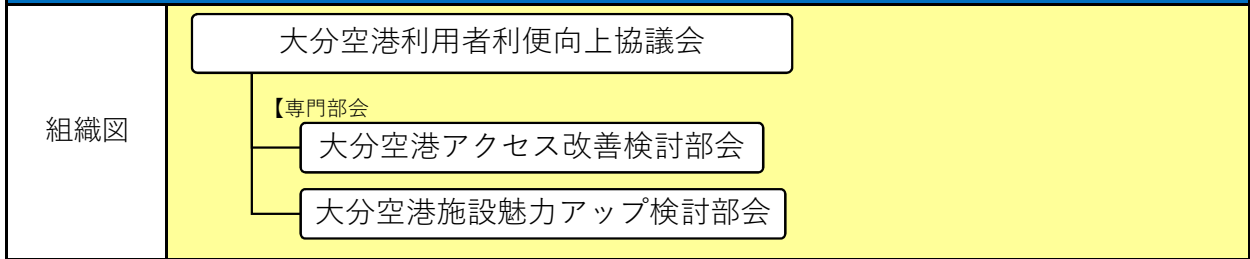 組織図
大分空港利用者利便向上協議会
【専門部会
大分空港アクセス改善検討部会
大分空港施設魅力アップ検討部会